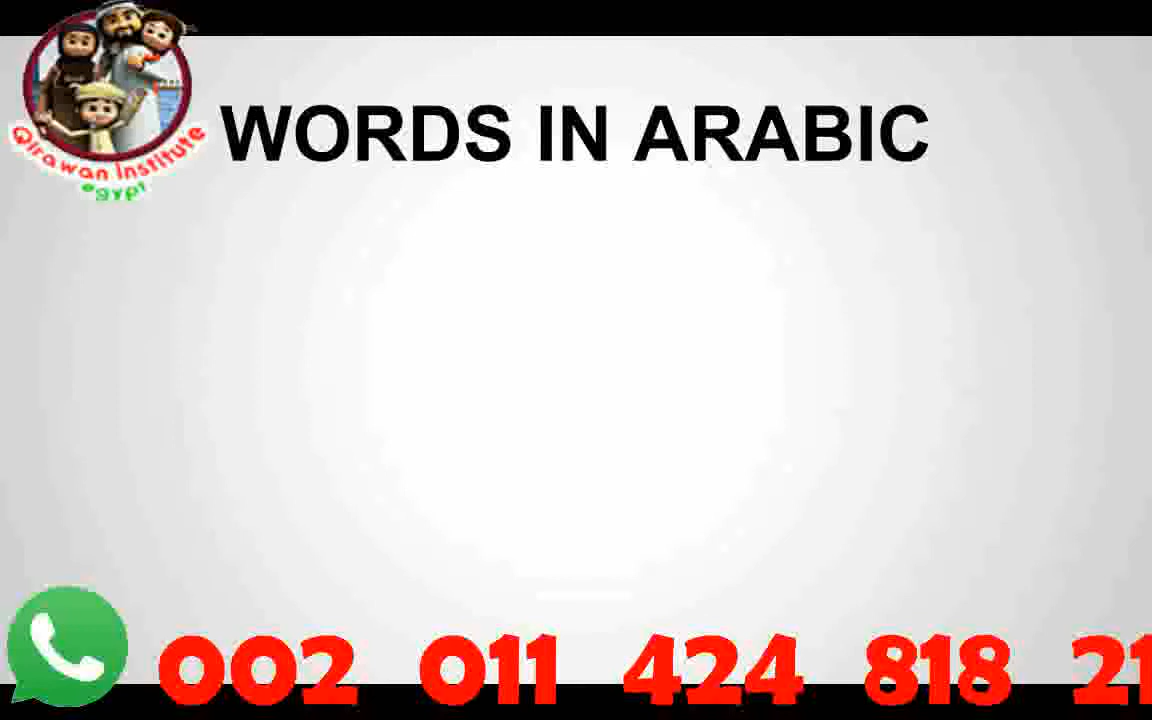 Qirawan Institute
egypt
WORDS IN ARABIC
002 011 424 818 21